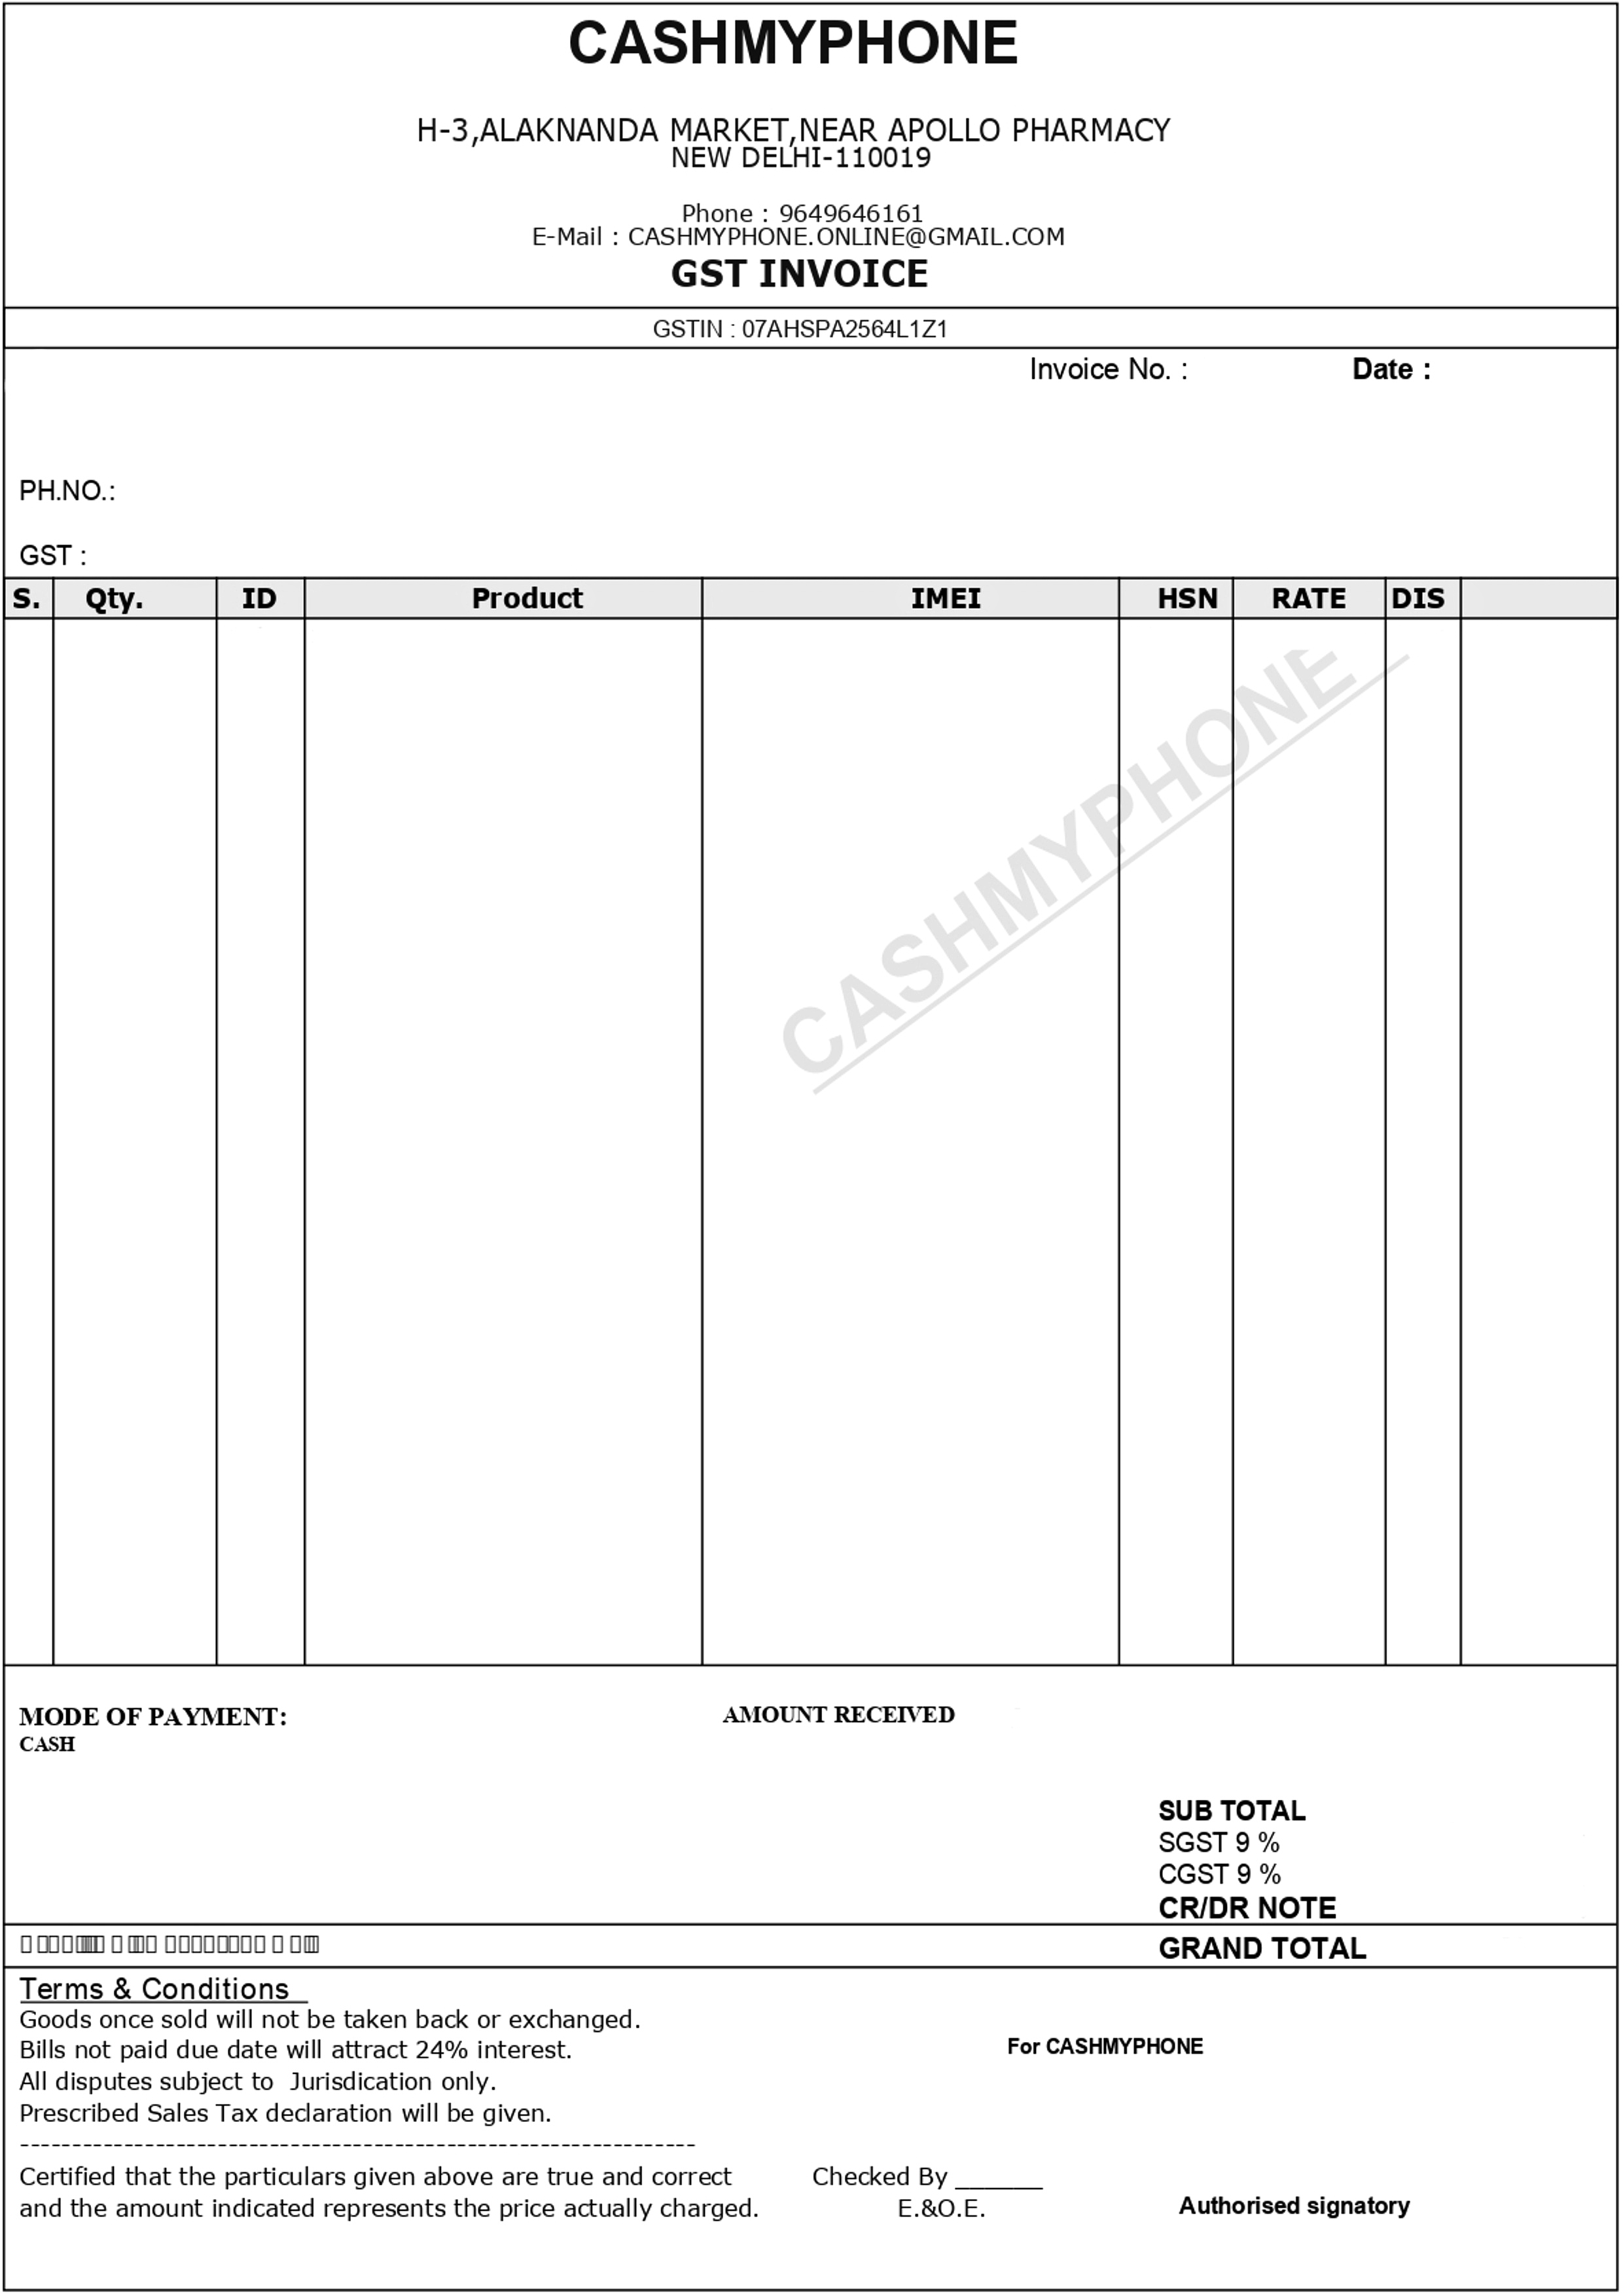 CASHMYPHONE
H-3,ALAKNANDA MARKET,NEAR APOLLO PHARMACY
NEW DELHI-110019
Phone : 9649646161
E-Mail : CASHMYPHONE.ONLINE@GMAIL.COM
GST INVOICE
GSTIN : 07AHSPA2564L1Z1
Invoice No. : Date :
PH.NO.:
GST :
S. Qty. ID Product IMEI HSN RATE DIS
CASHMYPHONE
MODE OF PAYMENT: AMOUNT RECEIVED
CASH
SUB TOTAL
SGST 9 %
CGST 9 %
CR/DR NOTE
GRAND TOTAL
Terms & Conditions
Goods once sold will not be taken back or exchanged.
Bills not paid due date will attract 24% interest.
For CASHMYPHONE
All disputes subject to  Jurisdication only.
Prescribed Sales Tax declaration will be given.
-----------------------------------------------------------------
Certified that the particulars given above are true and correct Checked By ______
and the amount indicated represents the price actually charged. E.&O.E. Authorised signatory